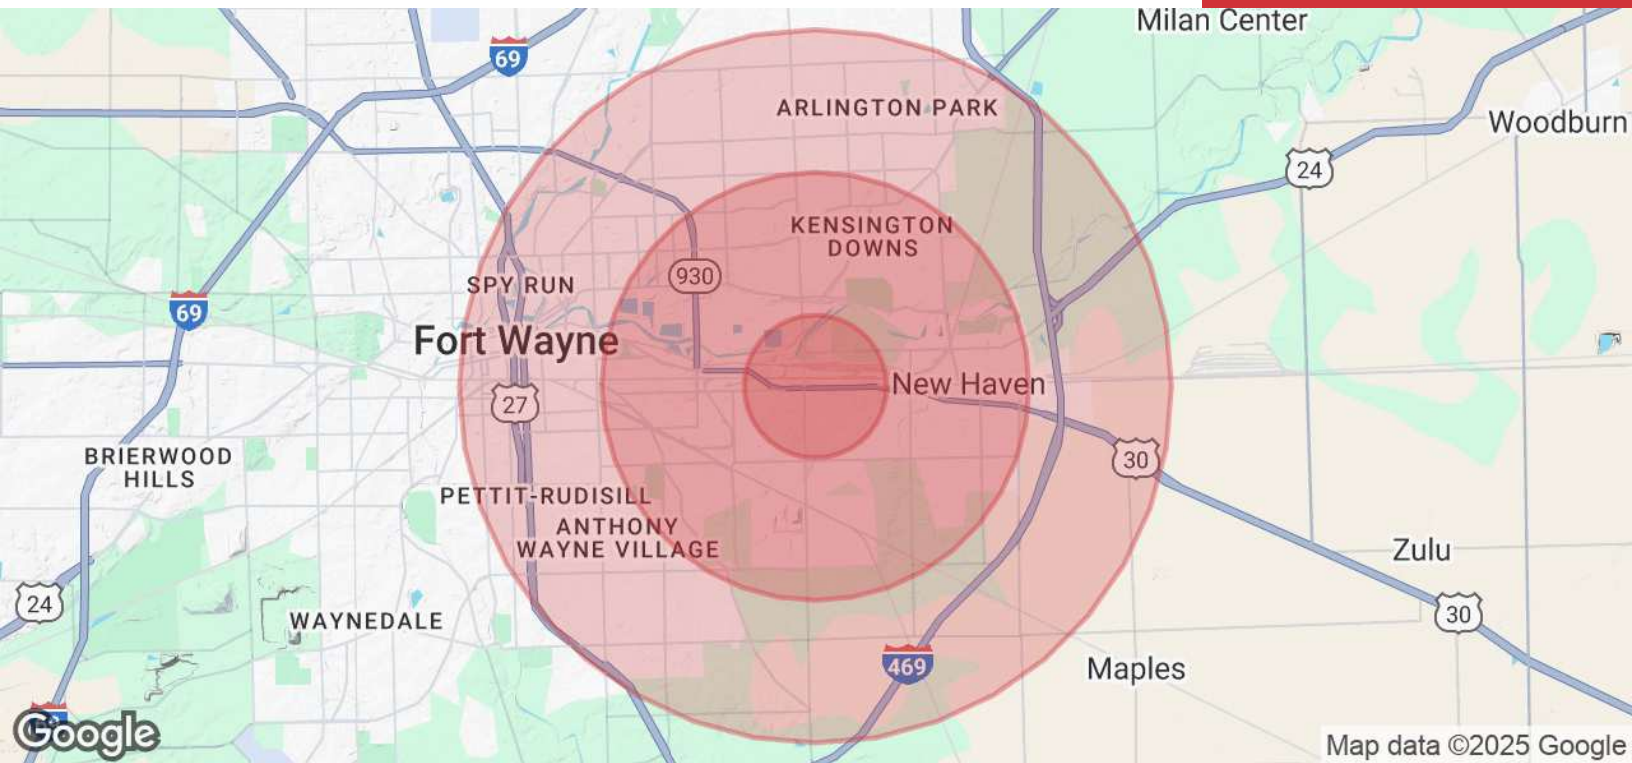 Milan Center
69
ARLINGTON PARK
Woodburn
24
KENSINGTON
DOWNS
930
SPY RUN
69
Fort Wayne
New Haven
27
BRIERWOOD
HILLS
30
PETTIT-RUDISILL
ANTHONY
WAYNE VILLAGE
Zulu
24
30
WAYNEDALE
469
Maples
Google
Map data ©2025 Google